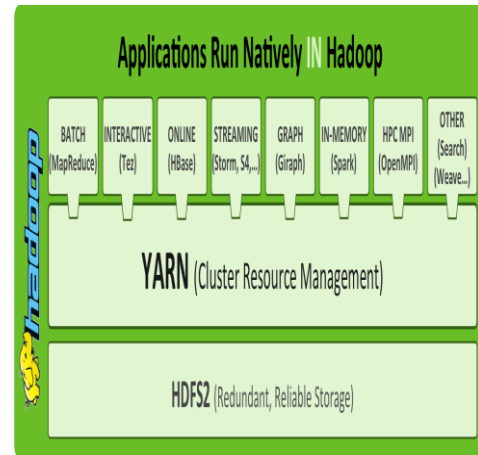 Applications Run Natively IN Hadoop
BATCH
(MapReduce)
INTERACTIVE
(Tez)
ONLINE
(HBase)
STREAMING
(Storm, S4,...)
GRAPH
(Giraph)
IN-MEMORY
(Spark)
HPC MPI
(OpenMPI)
OTHER
(Search)
(Weave...)
hadoop
YARN (Cluster Resource Management)
HDFS2 (Redundant, Reliable Storage)